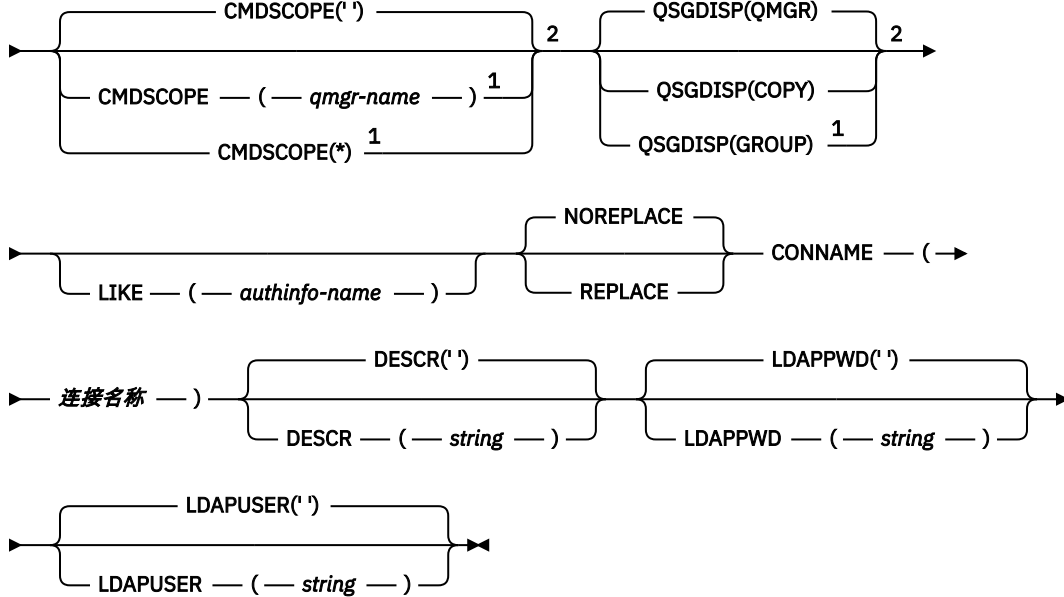 CMDSCOPE(' ') 2 QSGDISP(QMGR) 2
CMDSCOPE ( qmgr-name ) 1 QSGDISP(COPY)
CMDSCOPE(*) 1 QSGDISP(GROUP) 1
NOREPLACE
CONNAME (
LIKE ( authinfo-name ) REPLACE
DESCR(' ') LDAPPWD(' ')
连接名称 )
DESCR ( string ) LDAPPWD ( string )
LDAPUSER(' ')
LDAPUSER ( string )